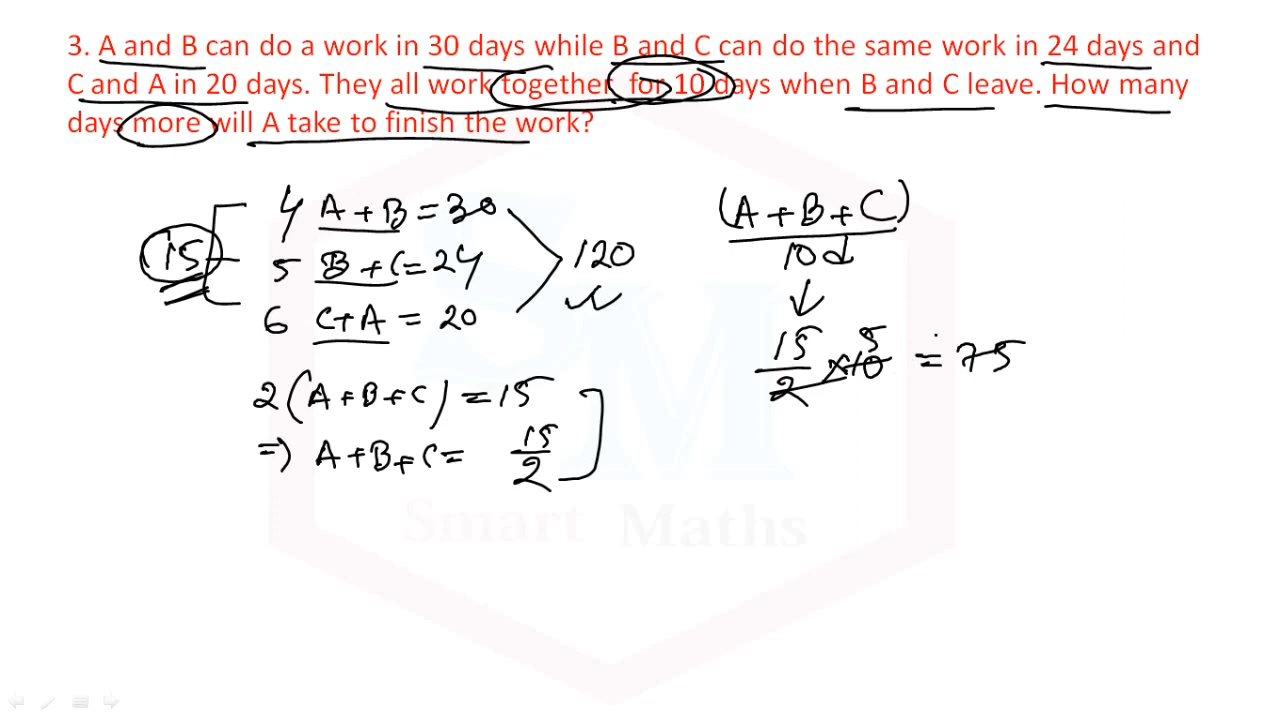 3. A and B can do a work in 30 days while B and C can do the same work in 24 days and
C and A in 20 days. They all work together for 10 days when B and C leave. How many
days more will A take to finish the work?
4 A + B = 30
5 B + C = 24
6 C + A = 20
15
120
2(A + B + C) = 15
=> A + B + C = 15/2
(A + B + C)
10d
15/2 × 10 5 = 75
Smart Maths